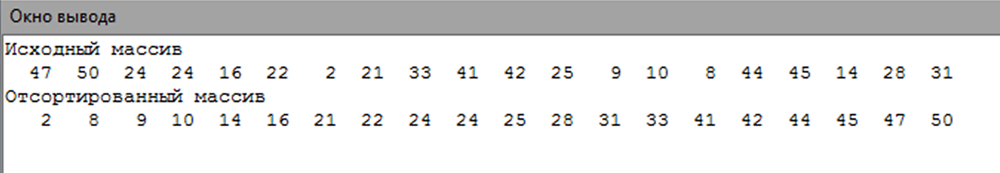 Окно вывода
Исходный массив
47 50 24 24 16 22 2 21 33 41 42 25 9 10 8 44 45 14 28 31
Отсортированный массив
2 8 9 10 14 16 21 22 24 24 25 28 31 33 41 42 44 45 47 50